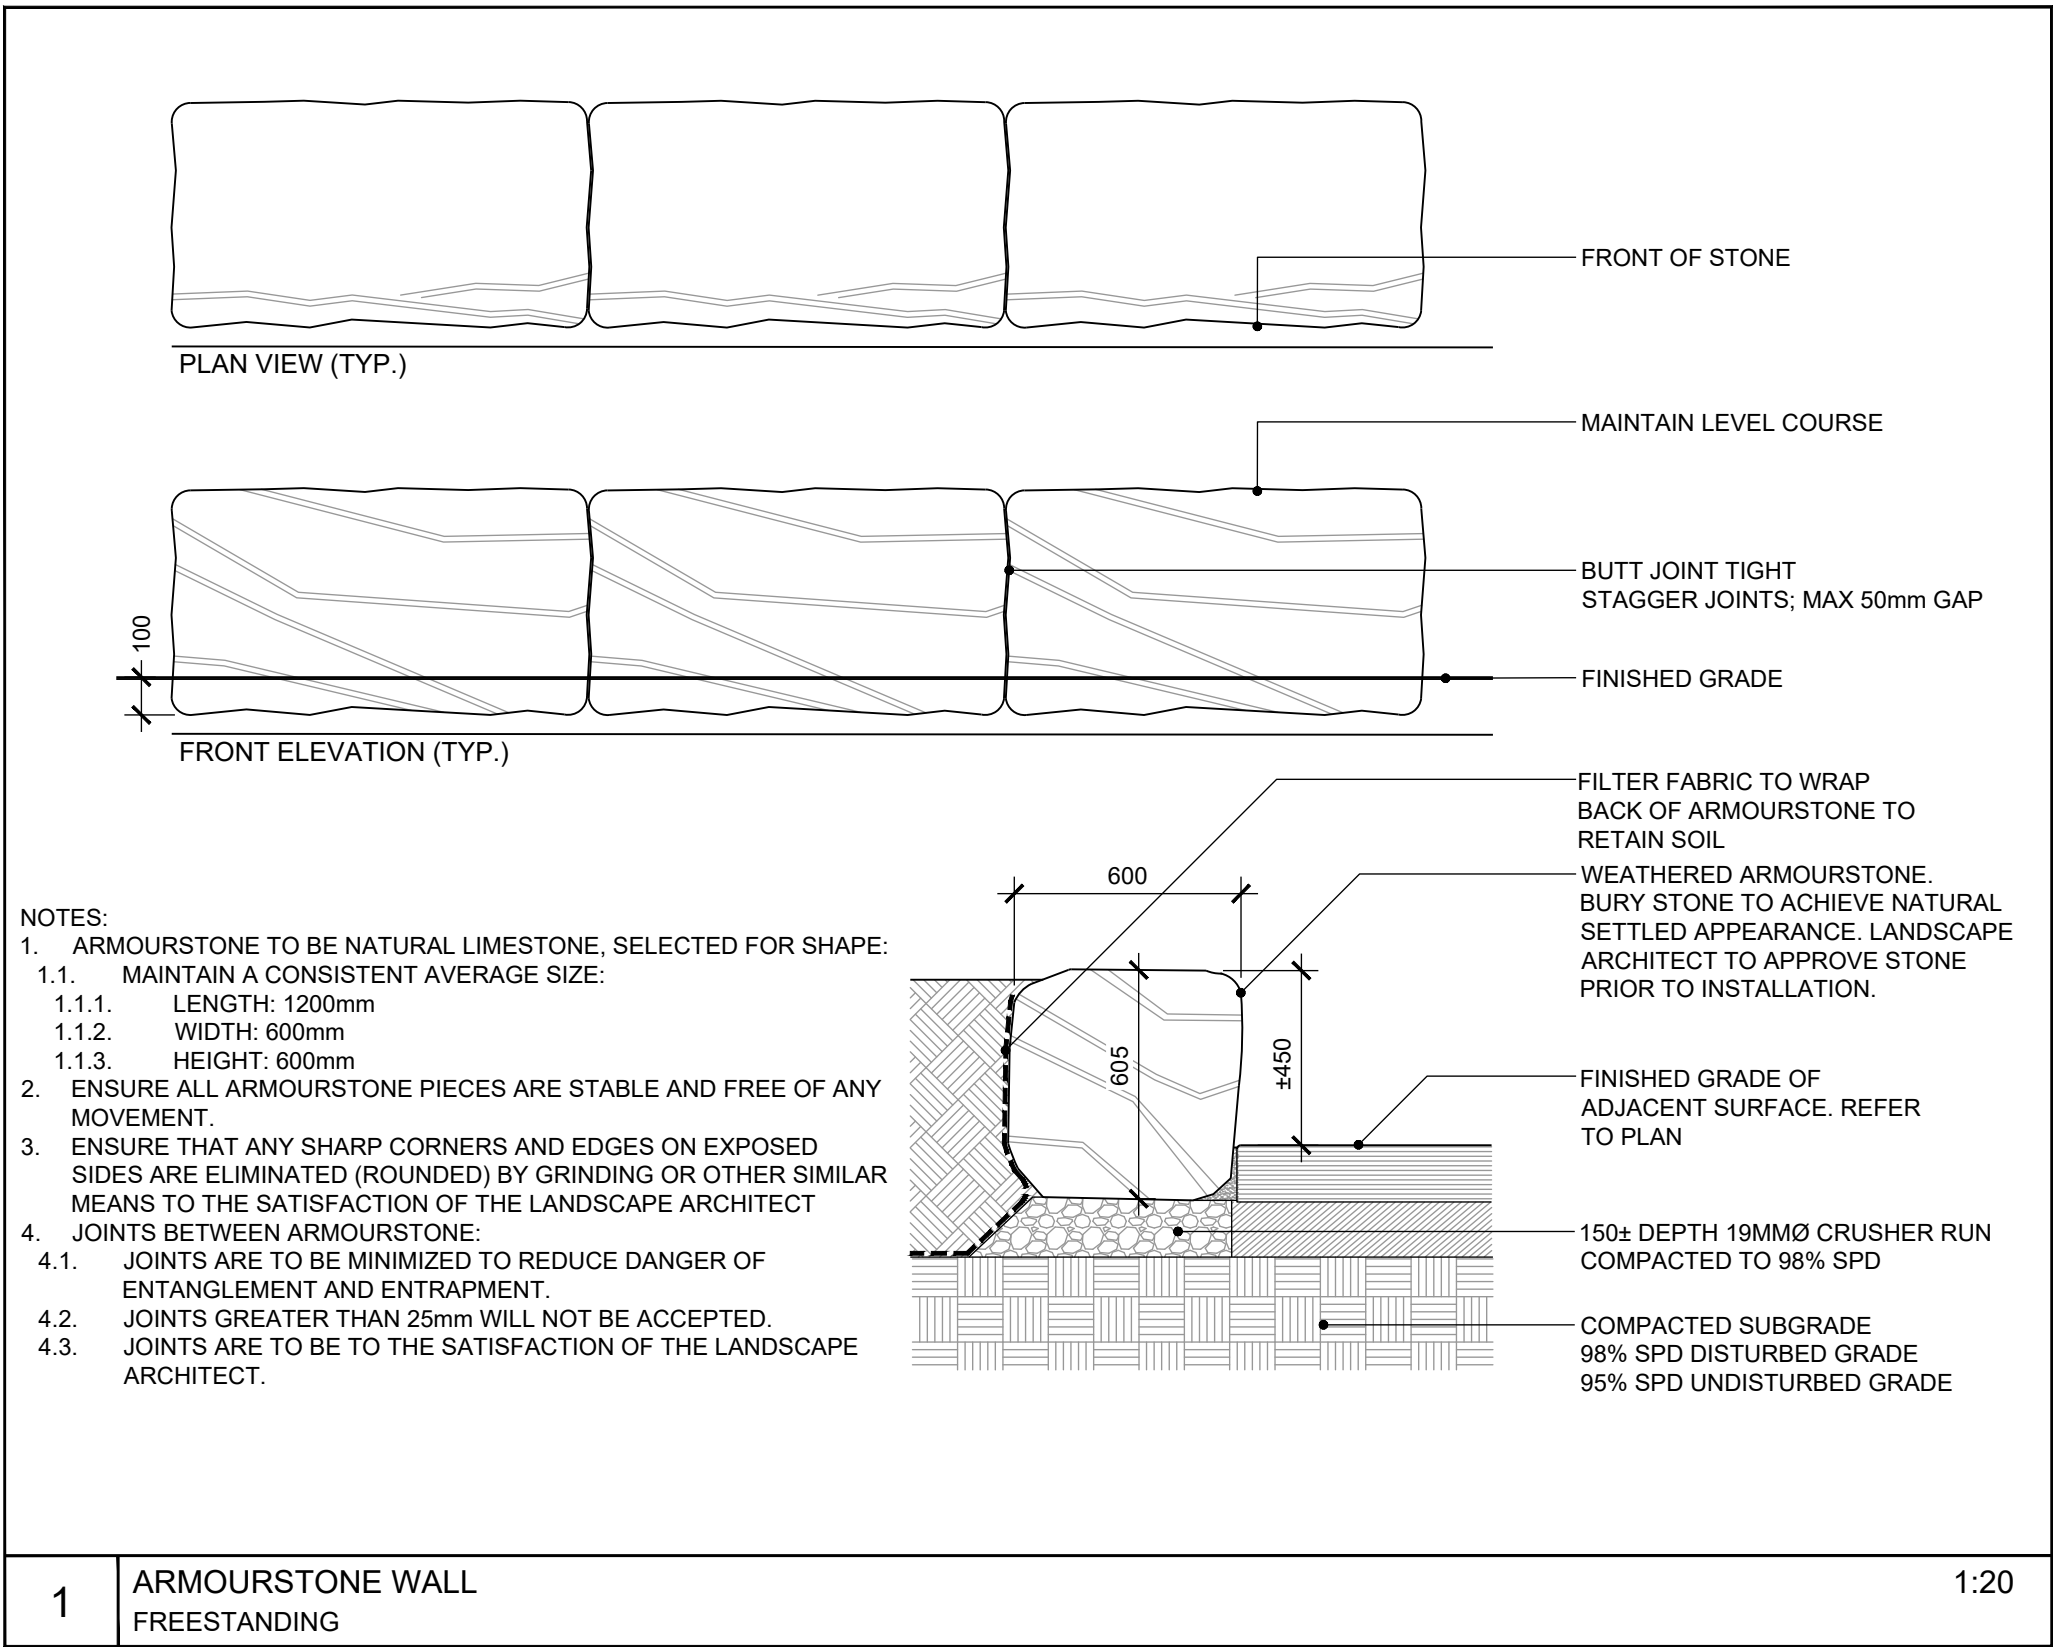 FRONT OF STONE
PLAN VIEW (TYP.)
MAINTAIN LEVEL COURSE
BUTT JOINT TIGHT
STAGGER JOINTS; MAX 50mm GAP
100
FINISHED GRADE
FRONT ELEVATION (TYP.)
FILTER FABRIC TO WRAP
BACK OF ARMOURSTONE TO
RETAIN SOIL
WEATHERED ARMOURSTONE.
BURY STONE TO ACHIEVE NATURAL
SETTLED APPEARANCE. LANDSCAPE
ARCHITECT TO APPROVE STONE
PRIOR TO INSTALLATION.
600
605
±450
FINISHED GRADE OF
ADJACENT SURFACE. REFER
TO PLAN
150± DEPTH 19MMØ CRUSHER RUN
COMPACTED TO 98% SPD
COMPACTED SUBGRADE
98% SPD DISTURBED GRADE
95% SPD UNDISTURBED GRADE
NOTES:
1. ARMOURSTONE TO BE NATURAL LIMESTONE, SELECTED FOR SHAPE:
1.1. MAINTAIN A CONSISTENT AVERAGE SIZE:
1.1.1. LENGTH: 1200mm
1.1.2. WIDTH: 600mm
1.1.3. HEIGHT: 600mm
2. ENSURE ALL ARMOURSTONE PIECES ARE STABLE AND FREE OF ANY
MOVEMENT.
3. ENSURE THAT ANY SHARP CORNERS AND EDGES ON EXPOSED
SIDES ARE ELIMINATED (ROUNDED) BY GRINDING OR OTHER SIMILAR
MEANS TO THE SATISFACTION OF THE LANDSCAPE ARCHITECT
4. JOINTS BETWEEN ARMOURSTONE:
4.1. JOINTS ARE TO BE MINIMIZED TO REDUCE DANGER OF
ENTANGLEMENT AND ENTRAPMENT.
4.2. JOINTS GREATER THAN 25mm WILL NOT BE ACCEPTED.
4.3. JOINTS ARE TO BE TO THE SATISFACTION OF THE LANDSCAPE
ARCHITECT.
1
ARMOURSTONE WALL
FREESTANDING
1:20